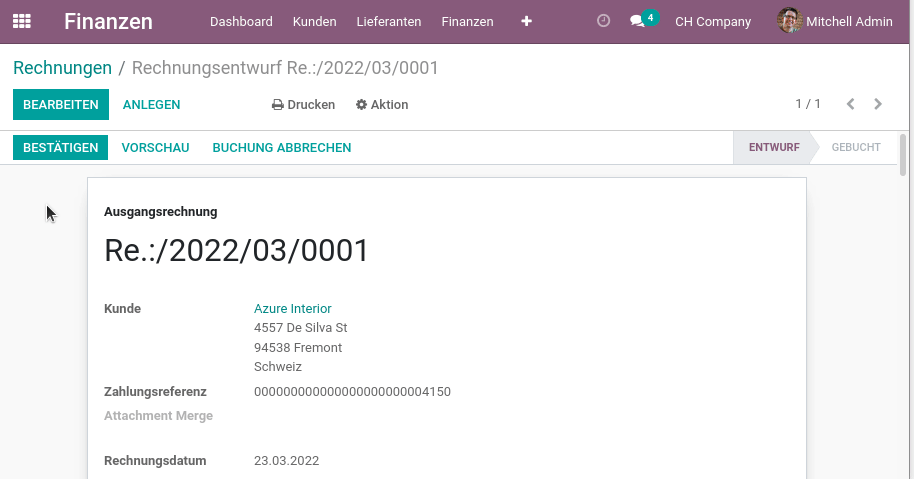 Finanzen Dashboard Kunden Lieferanten Finanzen 4 CH Company Mitchell Admin
Rechnungen / Rechnungsentwurf Re.:/2022/03/0001
BEARBEITEN ANLEGEN Drucken Aktion 1 / 1
BESTÄTIGEN VORSCHAU BUCHUNG ABBRECHEN ENTWURF GEBUCHT
Ausgangsrechnung
Re.:/2022/03/0001
Kunde Azure Interior
4557 De Silva St
94538 Fremont
Schweiz
Zahlungsreferenz 000000000000000000000004150
Attachment Merge
Rechnungsdatum 23.03.2022